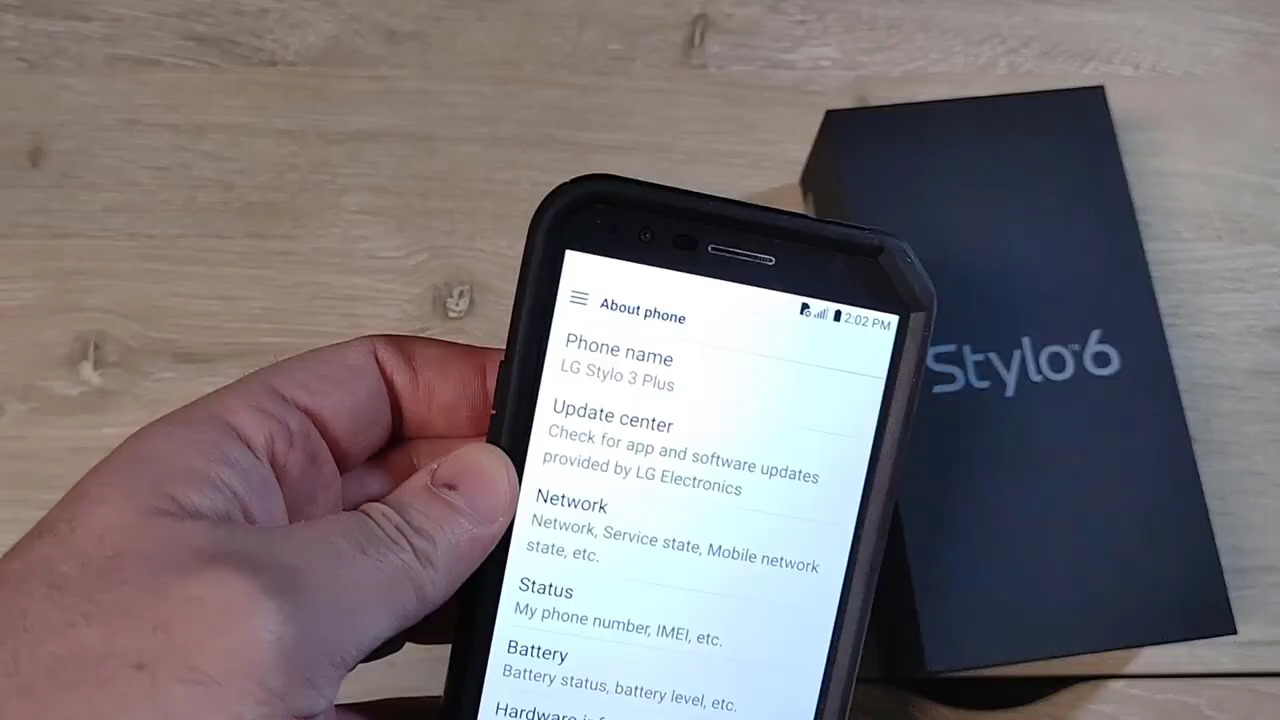 2:02 PM
About phone
Phone name
LG Stylo 3 Plus
Update center
Check for app and software updates
provided by LG Electronics
Network
Network, Service state, Mobile network
state, etc.
Status
My phone number, IMEI, etc.
Battery
Battery status, battery level, etc.
Hardware
Stylo™6